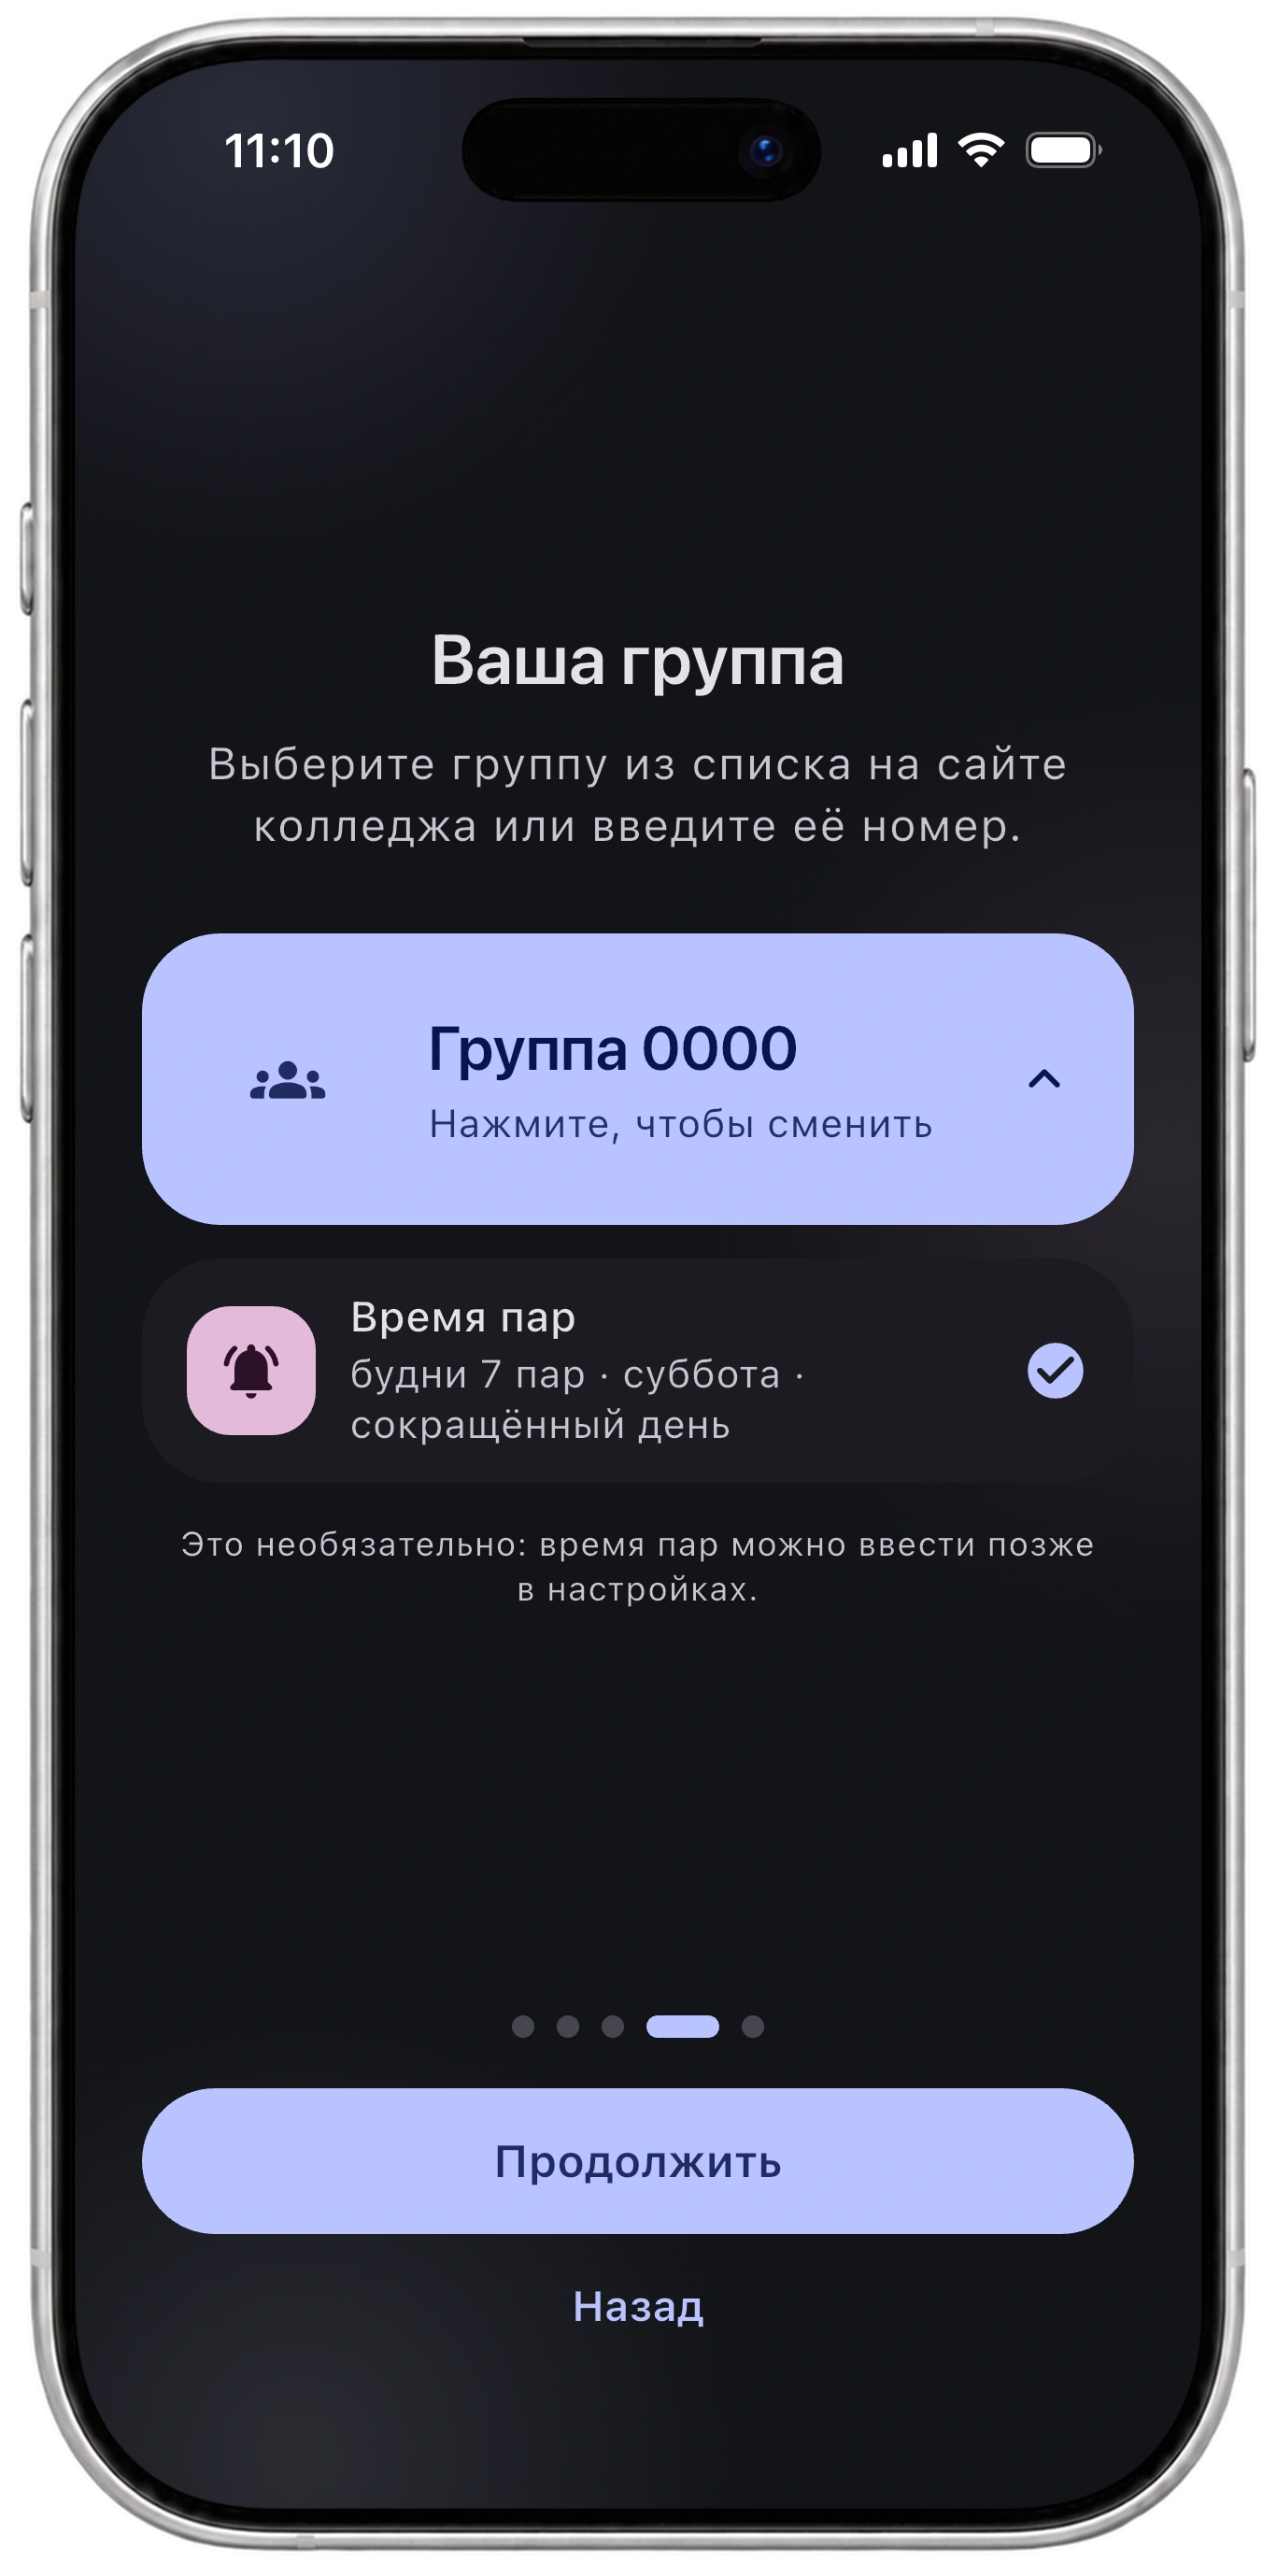 11:10
Ваша группа
Выберите группу из списка на сайте
колледжа или введите её номер.
Группа 0000
Нажмите, чтобы сменить
Время пар
будни 7 пар · суббота ·
сокращённый день
Это необязательно: время пар можно ввести позже
в настройках.
Продолжить
Назад